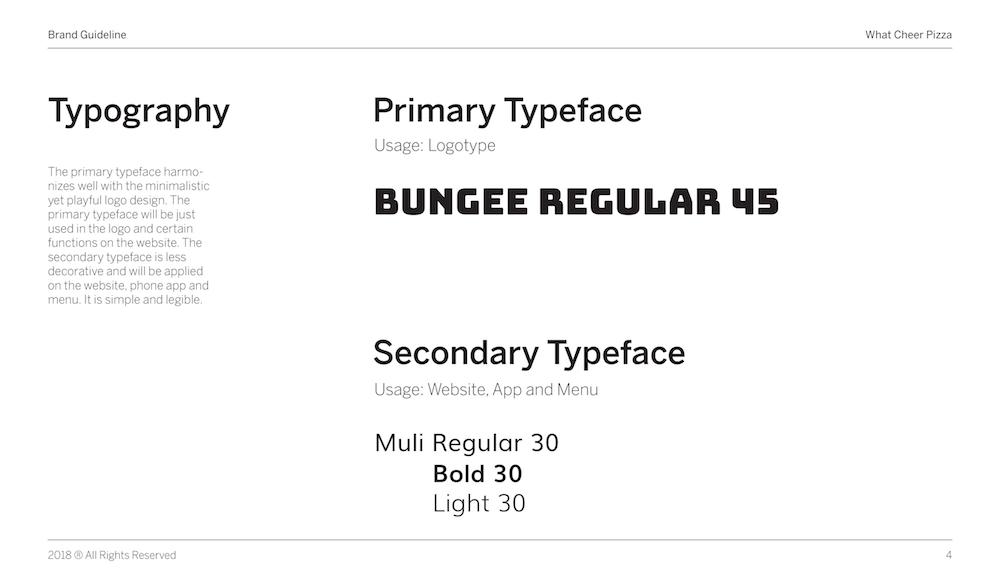 Brand Guideline
What Cheer Pizza
Typography
The primary typeface harmo-
nizes well with the minimalistic
yet playful logo design. The
primary typeface will be just
used in the logo and certain
functions on the website. The
secondary typeface is less
decorative and will be applied
on the website, phone app and
menu. It is simple and legible.
Primary Typeface
Usage: Logotype
BUNGEE REGULAR 45
Secondary Typeface
Usage: Website, App and Menu
Muli Regular 30
Bold 30
Light 30
2018 ® All Rights Reserved
4